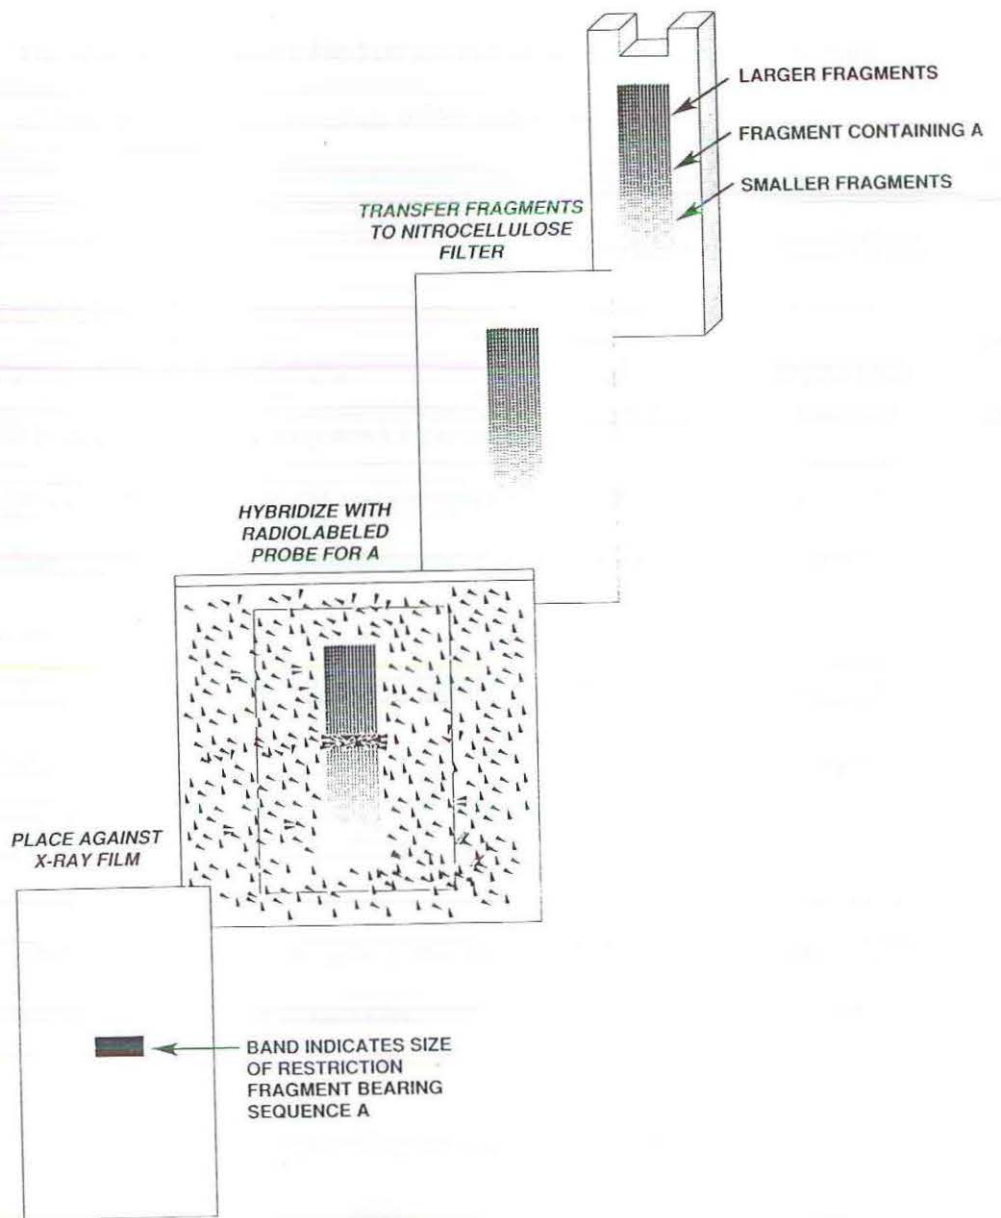 LARGER FRAGMENTS
FRAGMENT CONTAINING A
SMALLER FRAGMENTS
TRANSFER FRAGMENTS
TO NITROCELLULOSE
FILTER
HYBRIDIZE WITH
RADIOLABELED
PROBE FOR A
PLACE AGAINST
X-RAY FILM
BAND INDICATES SIZE
OF RESTRICTION
FRAGMENT BEARING
SEQUENCE A